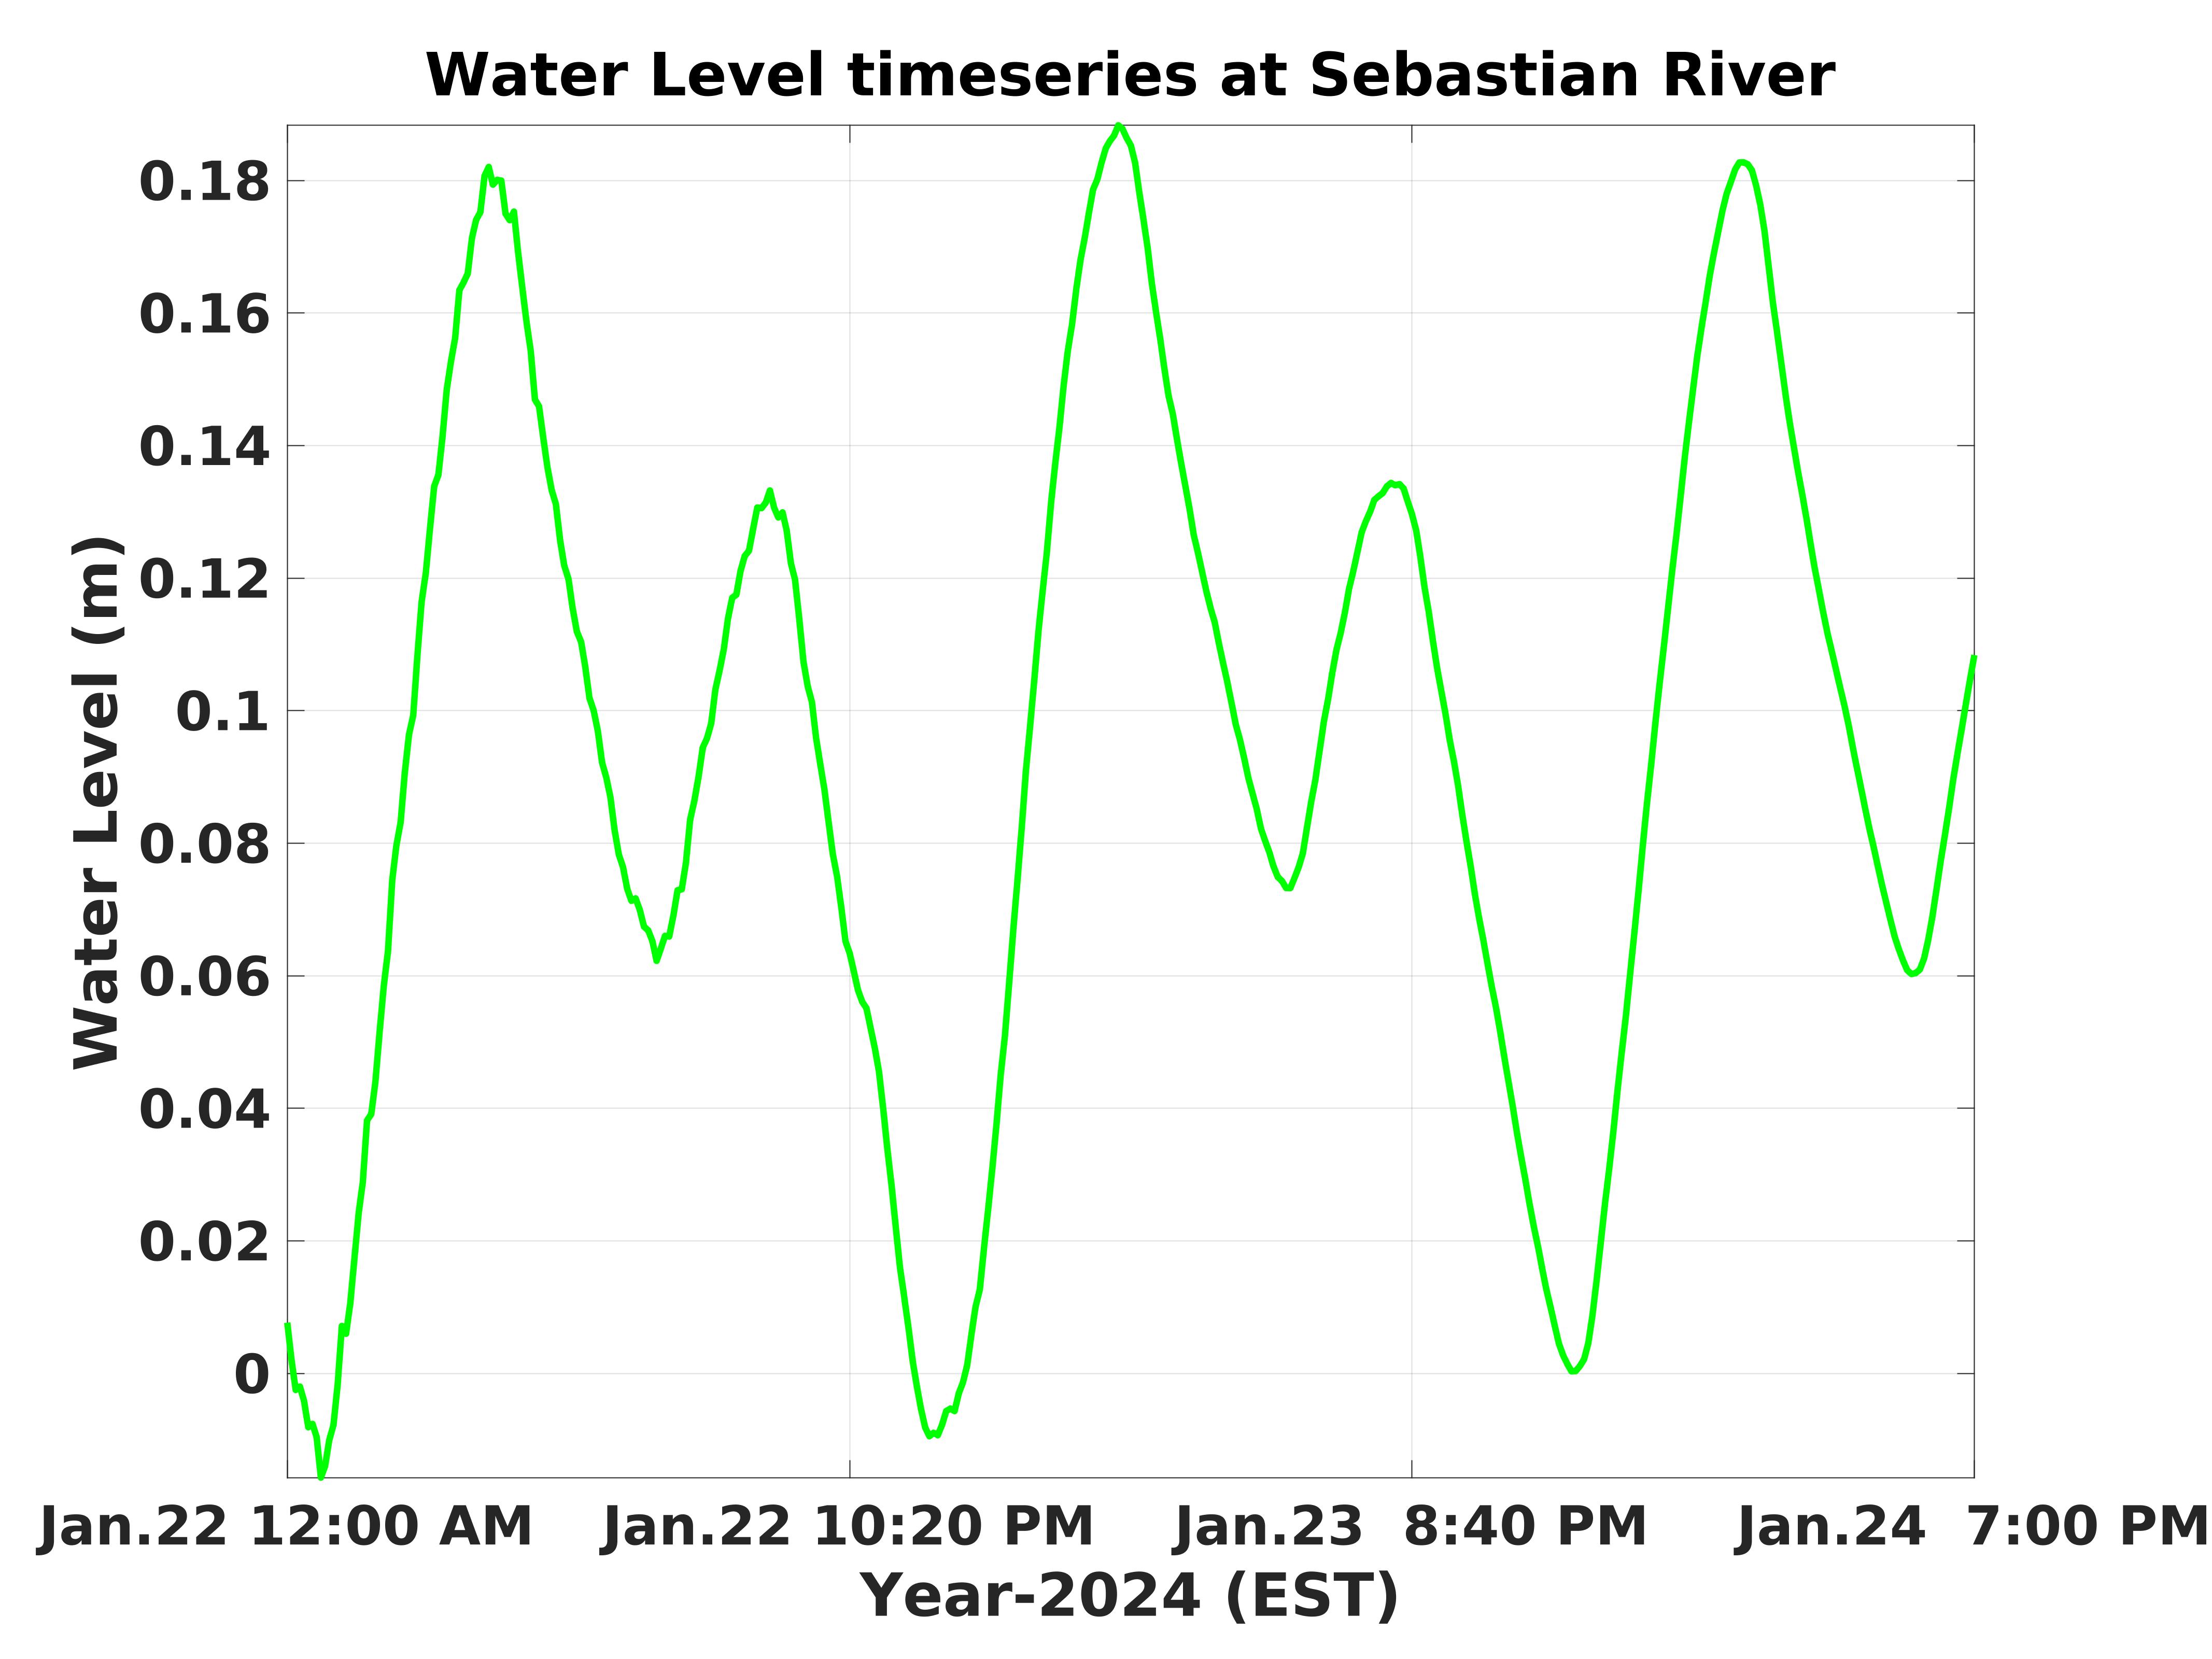 Water Level timeseries at Sebastian River
0.18
0.16
0.14
0.12
0.1
0.08
0.06
0.04
0.02
0
Water Level (m)
Jan.22 12:00 AM Jan.22 10:20 PM Jan.23 8:40 PM Jan.24 7:00 PM
Year-2024 (EST)